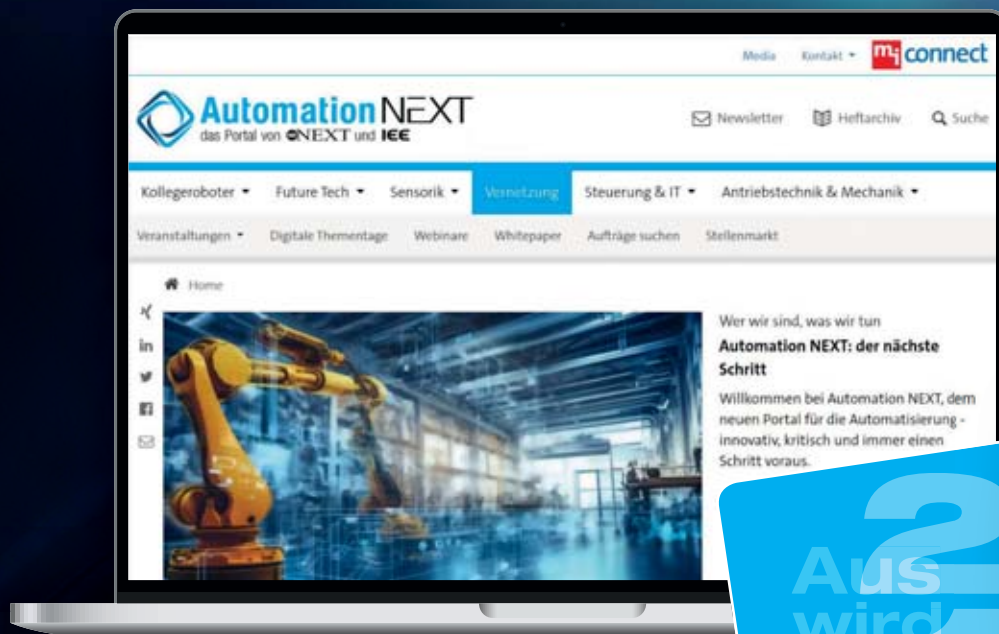 Media Kontakt mi connect
Automation NEXT
das Portal von NEXT und IEE
Newsletter Heftarchiv Suche
Kollegeroboter Future Tech Sensorik Vernetzung Steuerung & IT Antriebstechnik & Mechanik
Veranstaltungen Digitale Thementage Webinare Whitepaper Aufträge suchen Stellenmarkt
Home
in
Wer wir sind, was wir tun
Automation NEXT: der nächste
Schritt
Willkommen bei Automation NEXT, dem
neuen Portal für die Automatisierung -
innovativ, kritisch und immer einen
Schritt voraus.
2
Aus
wird